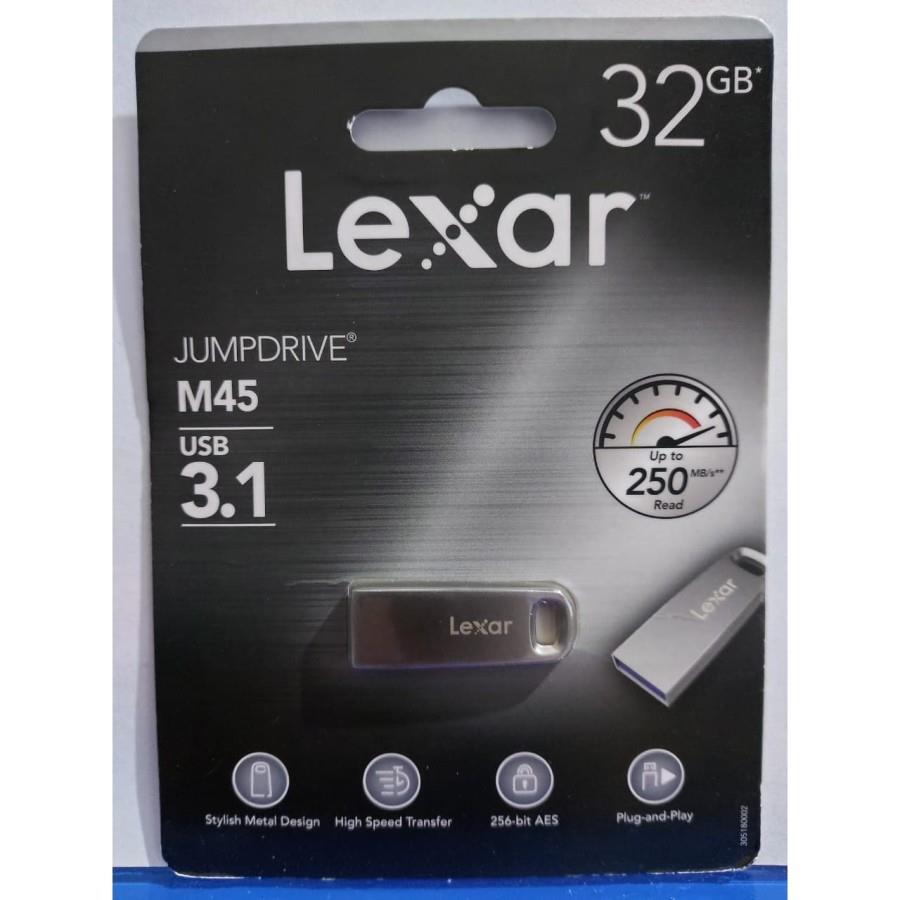 32GB*
Lexar™
JUMPDRIVE®
M45
USB
3.1
Up to
250 MB/s**
Read
Lexar
Lexar
Stylish Metal Design
High Speed Transfer
256-bit AES
Plug-and-Play
305180002